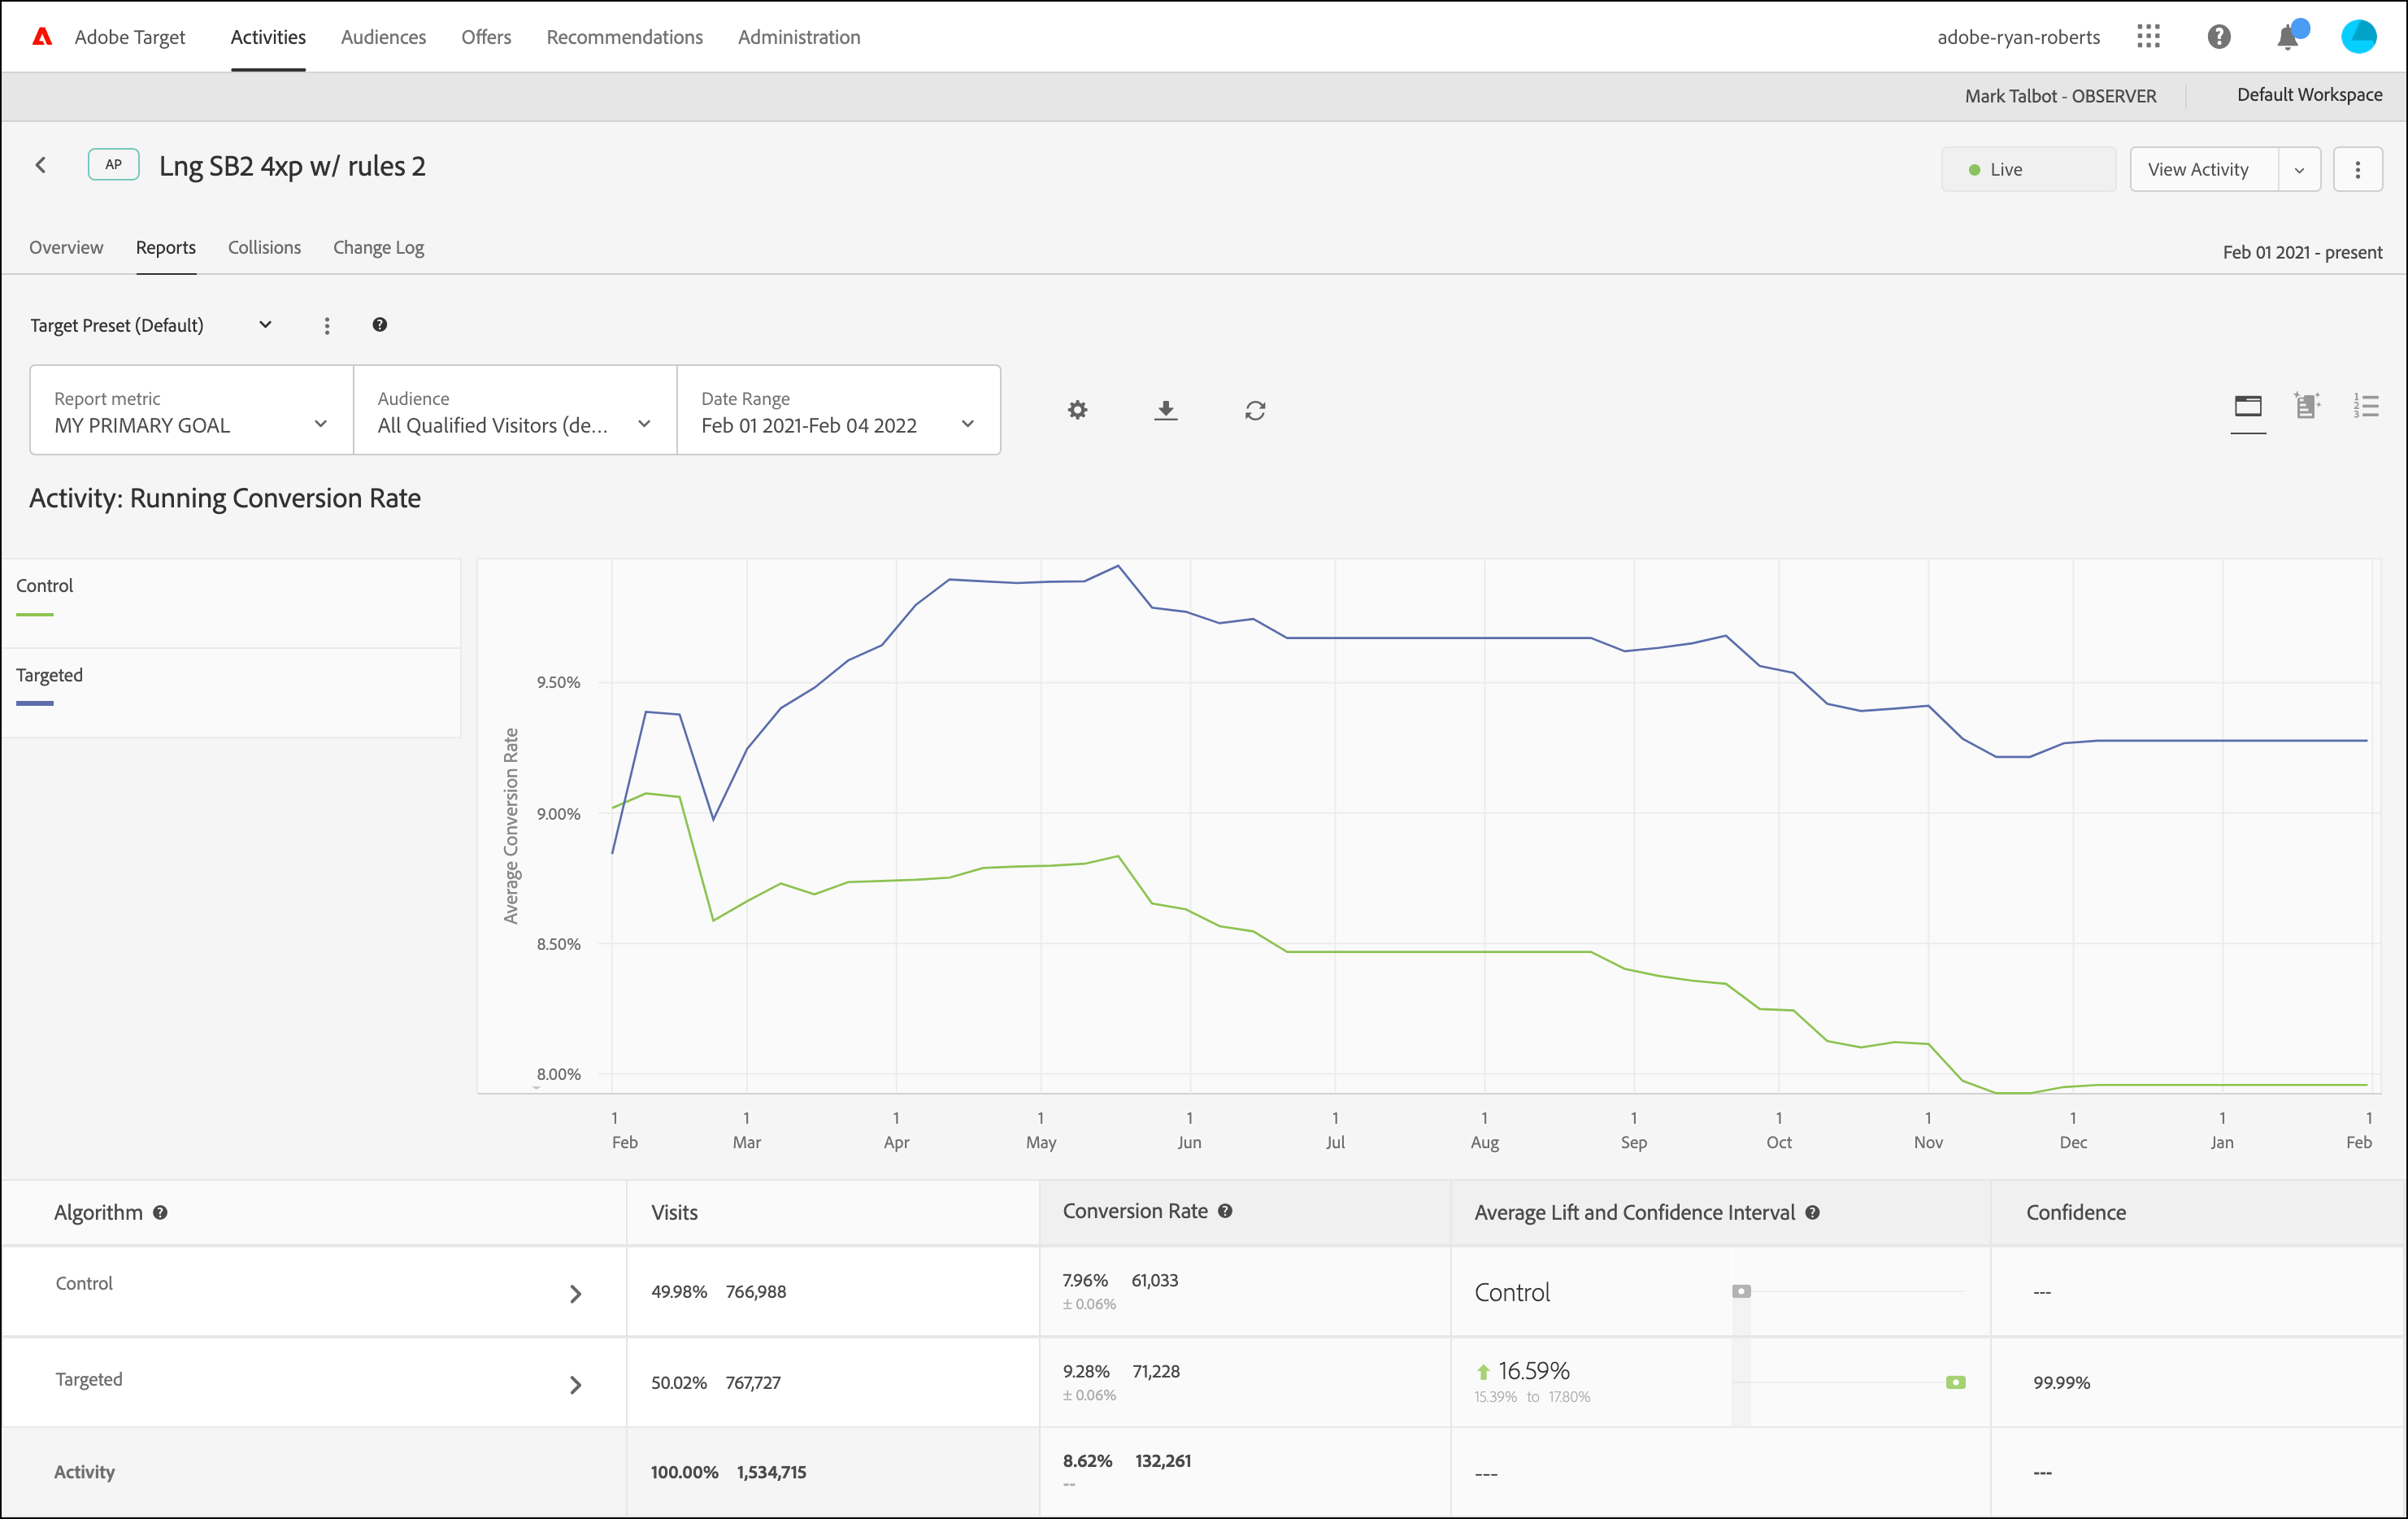 Adobe Target Activities Audiences Offers Recommendations Administration adobe-ryan-roberts
Mark Talbot - OBSERVER Default Workspace
AP Lng SB2 4xp w/ rules 2 Live View Activity
Overview Reports Collisions Change Log Feb 01 2021 - present
Target Preset (Default)
Report metric Audience Date Range
MY PRIMARY GOAL All Qualified Visitors (de... Feb 01 2021-Feb 04 2022
1
2
3
Activity: Running Conversion Rate
Control
Targeted
Average Conversion Rate
9.50%
9.00%
8.50%
8.00%
1 1 1 1 1 1 1 1 1 1 1 1 1
Feb Mar Apr May Jun Jul Aug Sep Oct Nov Dec Jan Feb
Algorithm Visits Conversion Rate Average Lift and Confidence Interval Confidence
Control 49.98% 766,988 7.96% 61,033 Control ---
± 0.06%
Targeted 50.02% 767,727 9.28% 71,228 16.59% 99.99%
± 0.06% 15.39% to 17.80%
Activity 100.00% 1,534,715 8.62% 132,261 --- ---
--